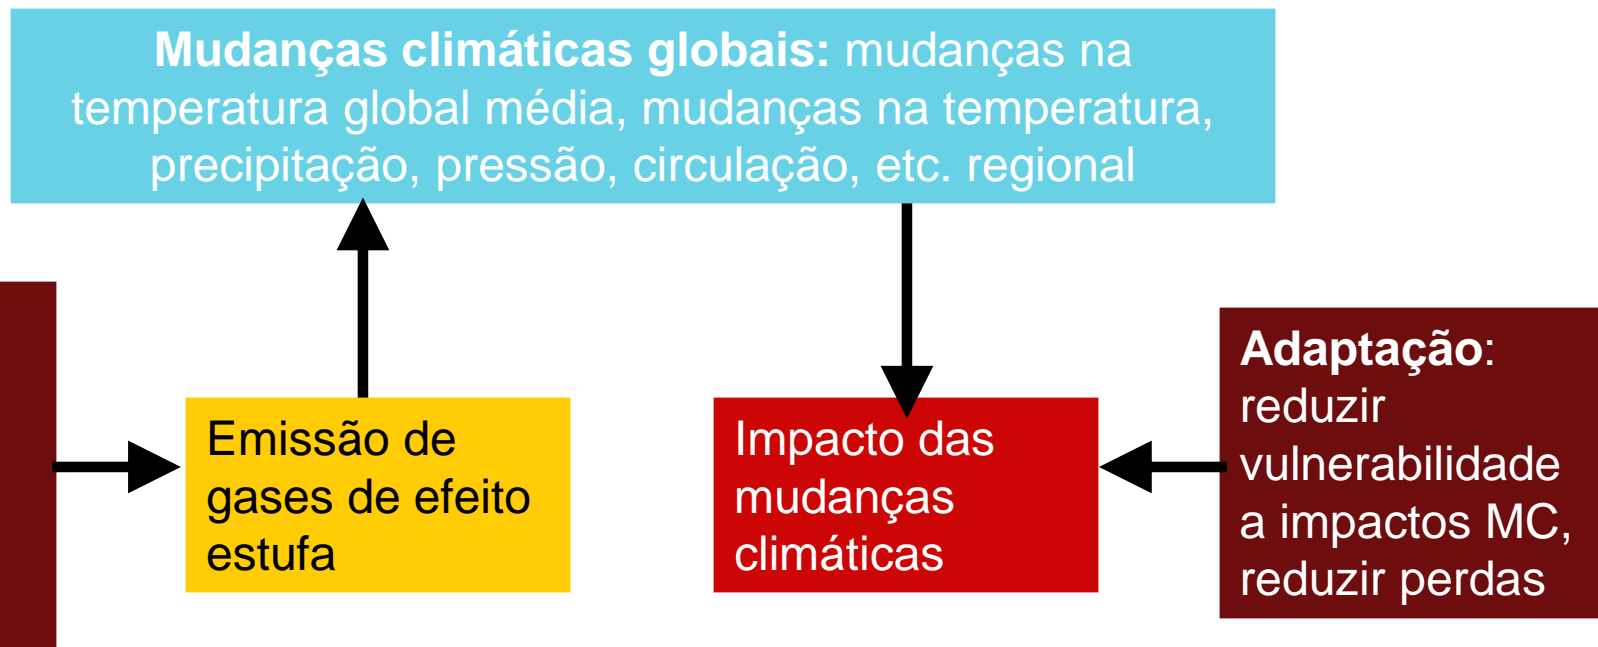 Mudanças climáticas globais: mudanças na
temperatura global média, mudanças na temperatura,
precipitação, pressão, circulação, etc. regional
Emissão de
gases de efeito
estufa
Impacto das
mudanças
climáticas
Adaptação:
reduzir
vulnerabilidade
a impactos MC,
reduzir perdas